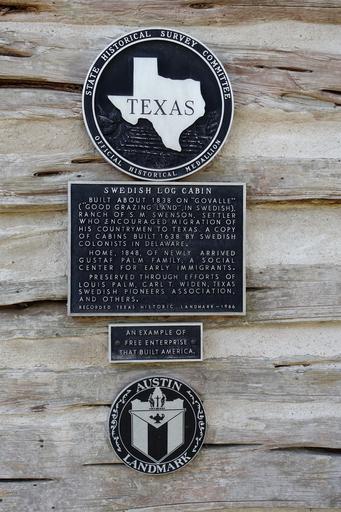 STATE HISTORICAL SURVEY COMMITTEE
TEXAS
OFFICIAL HISTORICAL MEDALLION
SWEDISH LOG CABIN
BUILT ABOUT 1838 ON "GOVALLE"
("GOOD GRAZING LAND" IN SWEDISH),
RANCH OF S. M. SWENSON, SETTLER
WHO ENCOURAGED MIGRATION OF
HIS COUNTRYMEN TO TEXAS. A COPY
OF CABINS BUILT 1638 BY SWEDISH
COLONISTS IN DELAWARE.
HOME, 1848, OF NEWLY ARRIVED
GUSTAF PALM FAMILY, A SOCIAL
CENTER FOR EARLY IMMIGRANTS.
PRESERVED THROUGH EFFORTS OF
LOUIS PALM, CARL T. WIDEN, TEXAS
SWEDISH PIONEERS ASSOCIATION,
AND OTHERS.
RECORDED TEXAS HISTORIC LANDMARK - 1966
AN EXAMPLE OF
FREE ENTERPRISE
THAT BUILT AMERICA.
AUSTIN
LANDMARK